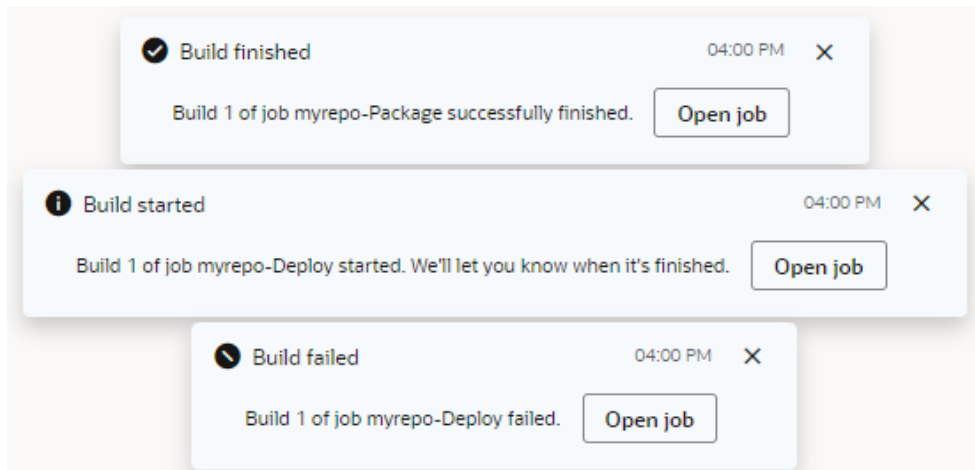 Build finished 04:00 PM
Build 1 of job myrepo-Package successfully finished. Open job
Build started 04:00 PM
Build 1 of job myrepo-Deploy started. We'll let you know when it's finished. Open job
Build failed 04:00 PM
Build 1 of job myrepo-Deploy failed. Open job